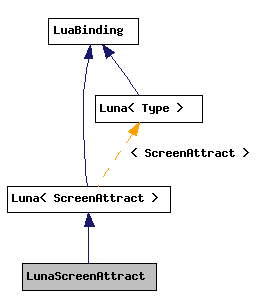 LuaBinding
Luna< Type >
< ScreenAttract >
Luna< ScreenAttract >
LunaScreenAttract